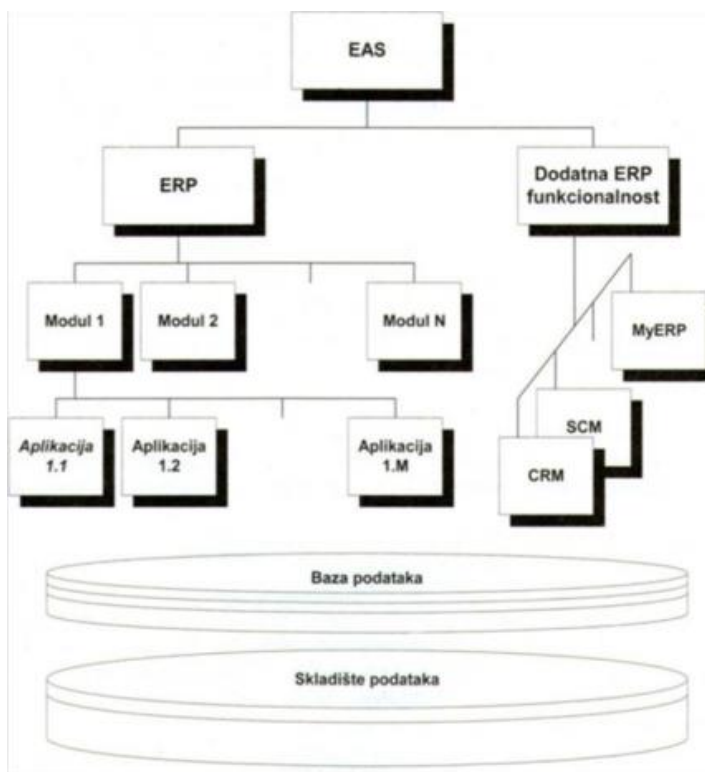 EAS
ERP
Dodatna ERP
funkcionalnost
Modul 1
Modul 2
Modul N
MyERP
Aplikacija
1.1
Aplikacija
1.2
Aplikacija
1.M
SCM
CRM
Baza podataka
Skladište podataka